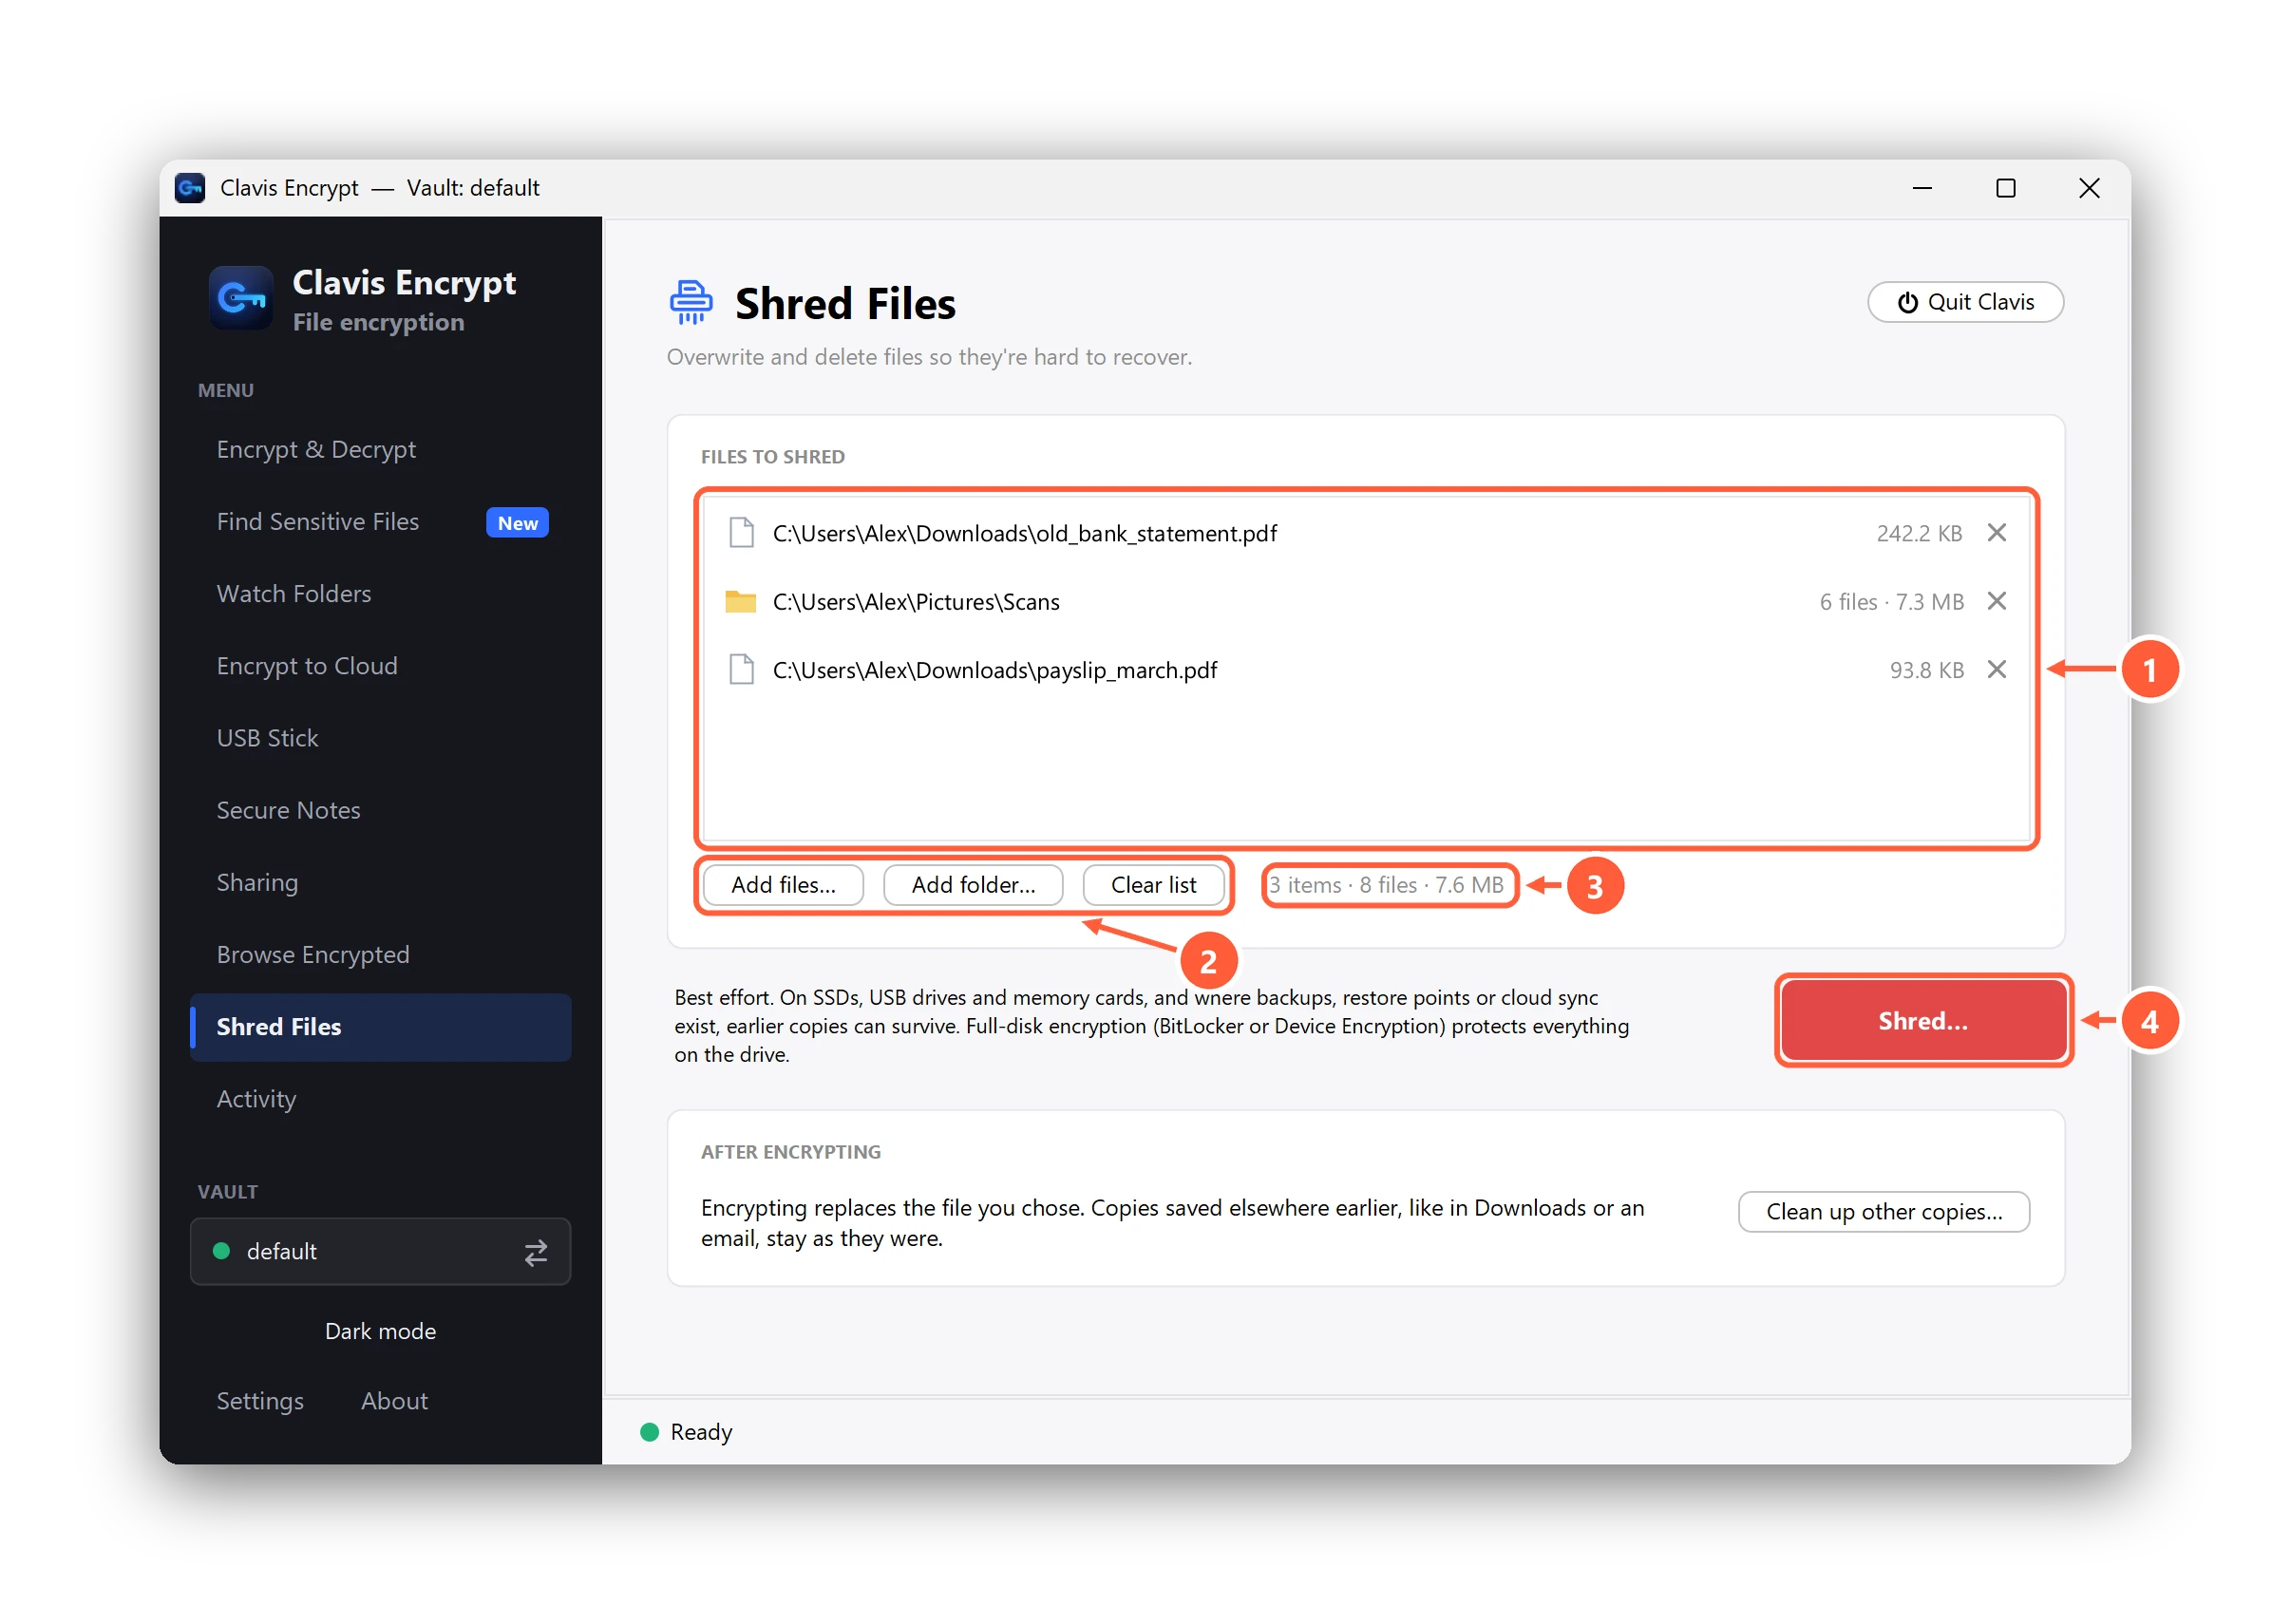 Clavis Encrypt — Vault: default
Clavis Encrypt
File encryption
MENU
Encrypt & Decrypt
Find Sensitive Files New
Watch Folders
Encrypt to Cloud
USB Stick
Secure Notes
Sharing
Browse Encrypted
Shred Files
Activity
VAULT
default
Dark mode
Settings About
Shred Files
Quit Clavis
Overwrite and delete files so they're hard to recover.
FILES TO SHRED
C:\Users\Alex\Downloads\old_bank_statement.pdf 242.2 KB
C:\Users\Alex\Pictures\Scans 6 files · 7.3 MB
C:\Users\Alex\Downloads\payslip_march.pdf 93.8 KB
1
Add files... Add folder... Clear list 3 items · 8 files · 7.6 MB 3
2
Best effort. On SSDs, USB drives and memory cards, and where backups, restore points or cloud sync
exist, earlier copies can survive. Full-disk encryption (BitLocker or Device Encryption) protects everything
on the drive.
Shred... 4
AFTER ENCRYPTING
Encrypting replaces the file you chose. Copies saved elsewhere earlier, like in Downloads or an
email, stay as they were.
Clean up other copies...
Ready